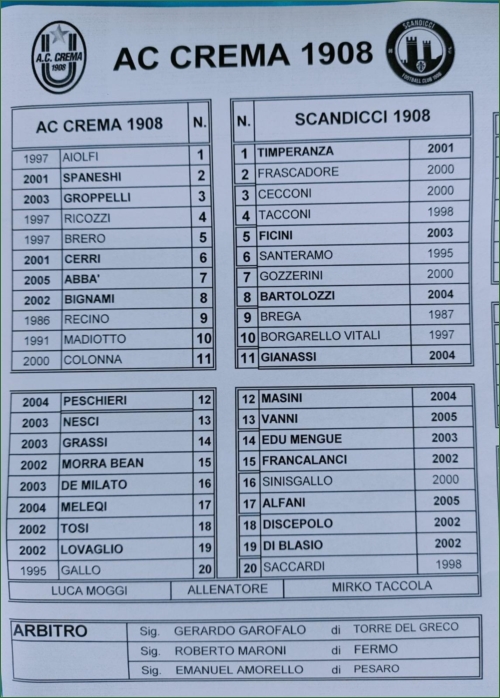 A.C. CREMA
1908
AC CREMA 1908
SCANDICCI
FOOTBALL CLUB 1908
AC CREMA 1908 N.
N. SCANDICCI 1908
1997 AIOLFI 1 1 TIMPERANZA 2001
2001 SPANESHI 2 2 FRASCADORE 2000
2003 GROPPELLI 3 3 CECCONI 2000
1997 RICOZZI 4 4 TACCONI 1998
1997 BRERO 5 5 FICINI 2003
2001 CERRI 6 6 SANTERAMO 1995
2005 ABBA' 7 7 GOZZERINI 2000
2002 BIGNAMI 8 8 BARTOLOZZI 2004
1986 RECINO 9 9 BREGA 1987
1991 MADIOTTO 10 10 BORGARELLO VITALI 1997
2000 COLONNA 11 11 GIANASSI 2004
2004 PESCHIERI 12 12 MASINI 2004
2003 NESCI 13 13 VANNI 2005
2003 GRASSI 14 14 EDU MENGUE 2003
2002 MORRA BEAN 15 15 FRANCALANCI 2002
2003 DE MILATO 16 16 SINISGALLO 2000
2004 MELEQI 17 17 ALFANI 2005
2002 TOSI 18 18 DISCEPOLO 2002
2002 LOVAGLIO 19 19 DI BLASIO 2002
1995 GALLO 20 20 SACCARDI 1998
LUCA MOGGI ALLENATORE MIRKO TACCOLA
ARBITRO Sig. GERARDO GAROFALO di TORRE DEL GRECO
Sig. ROBERTO MARONI di FERMO
Sig. EMANUEL AMORELLO di PESARO